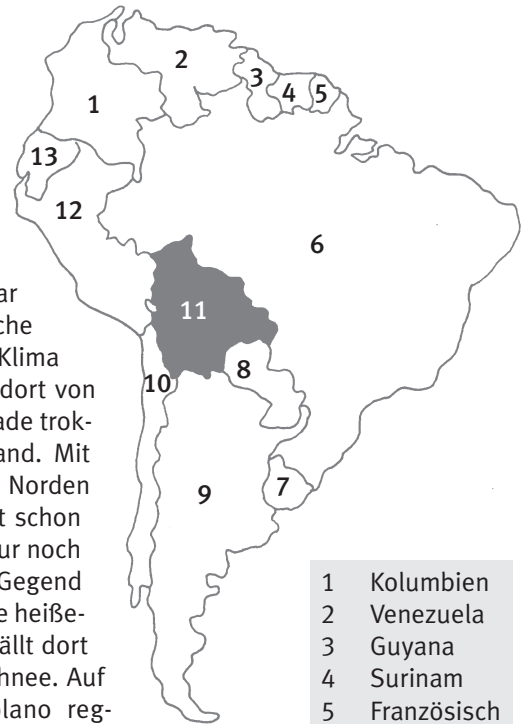 2
3
4
5
1
13
12
6
11
8
10
7
9
ar
che
Klima
dort von
ade trok-
and. Mit
Norden
t schon
ur noch
Gegend
e heiße-
ällt dort
hnee. Auf
lano reg-
1 Kolumbien
2 Venezuela
3 Guyana
4 Surinam
5 Französisch